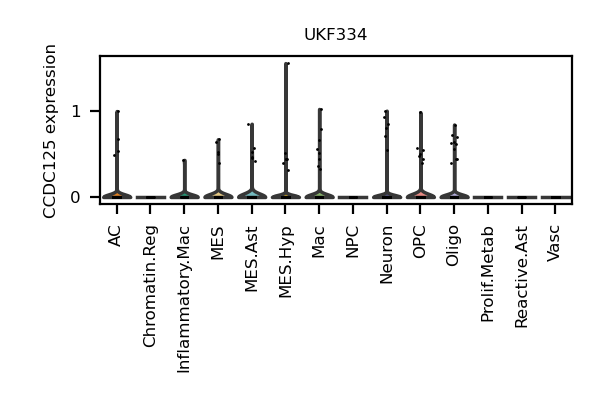 UKF334
CCDC125 expression
1
0
AC
Chromatin.Reg
Inflammatory.Mac
MES
MES.Ast
MES.Hyp
Mac
NPC
Neuron
OPC
Oligo
Prolif.Metab
Reactive.Ast
Vasc